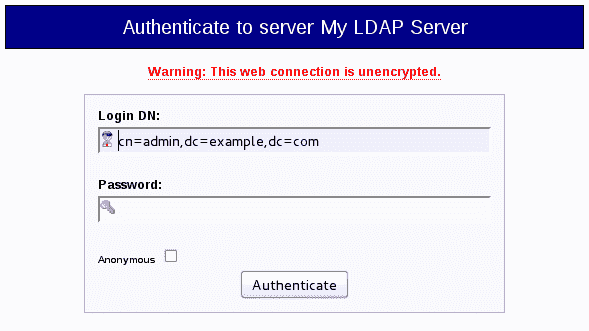 Authenticate to server My LDAP Server
Warning: This web connection is unencrypted.
Login DN:
cn=admin,dc=example,dc=com
Password:
Anonymous
Authenticate